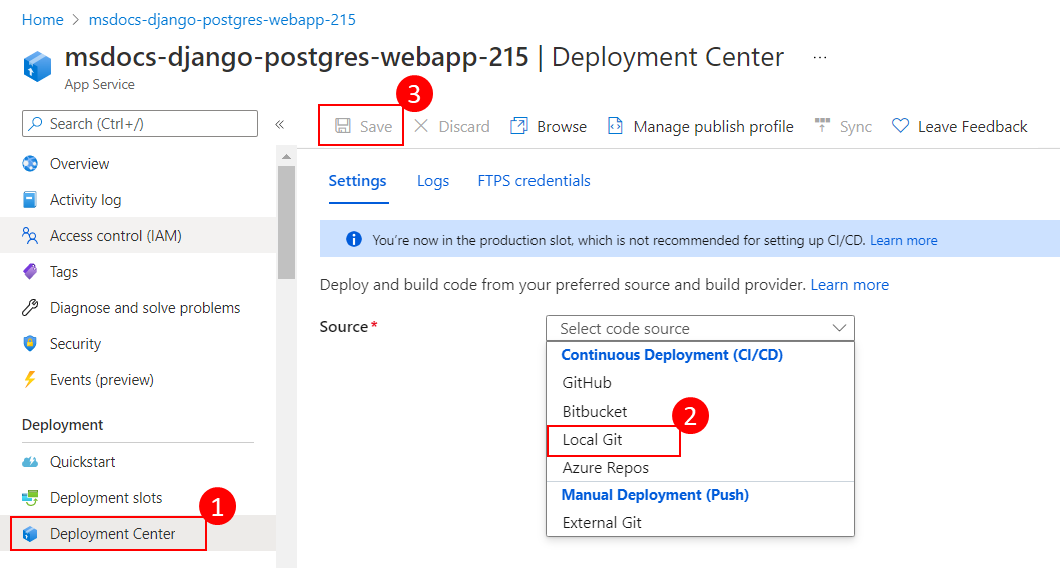 Home > msdocs-django-postgres-webapp-215
msdocs-django-postgres-webapp-215 | Deployment Center ...
App Service
3
Search (Ctrl+/) «
Save Discard Browse Manage publish profile Sync Leave Feedback
Overview
Activity log
Access control (IAM)
Tags
Diagnose and solve problems
Security
Events (preview)
Deployment
Quickstart
Deployment slots
1
Deployment Center
Settings Logs FTPS credentials
You're now in the production slot, which is not recommended for setting up CI/CD. Learn more
Deploy and build code from your preferred source and build provider. Learn more
Source*
Select code source
Continuous Deployment (CI/CD)
GitHub
Bitbucket
2
Local Git
Azure Repos
Manual Deployment (Push)
External Git